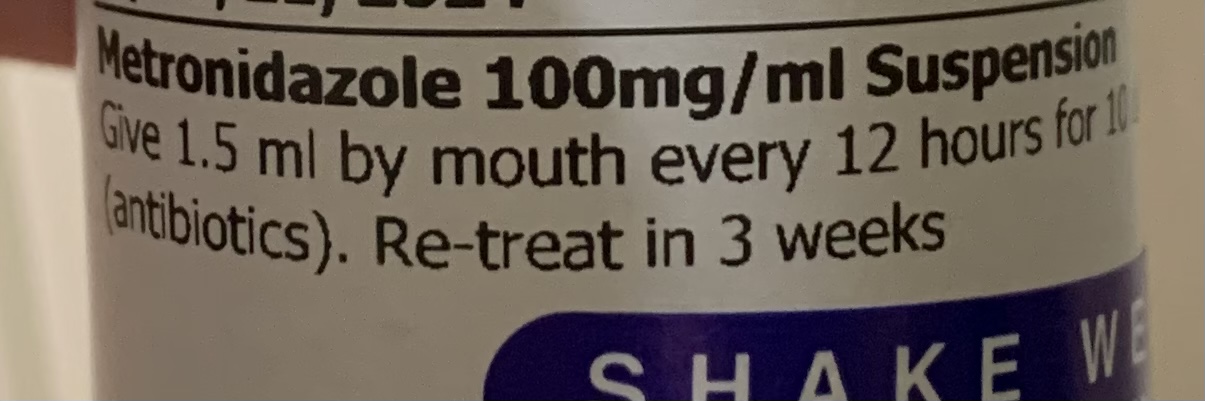 Metronidazole 100mg/ml Suspension
Give 1.5 ml by mouth every 12 hours for 10
(antibiotics). Re-treat in 3 weeks
SHAKE